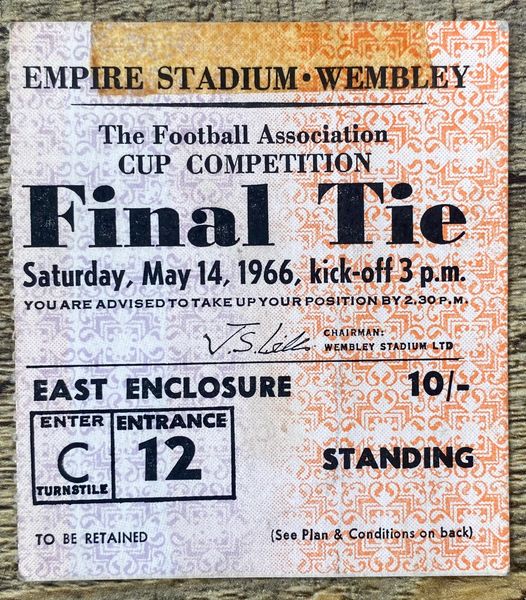 EMPIRE STADIUM • WEMBLEY
The Football Association
CUP COMPETITION
Final Tie
Saturday, May 14, 1966, kick-off 3 p.m.
YOU ARE ADVISED TO TAKE UP YOUR POSITION BY 2.30 P.M.
CHAIRMAN:
WEMBLEY STADIUM LTD
EAST ENCLOSURE 10/-
ENTER
C
TURNSTILE
ENTRANCE
12
STANDING
TO BE RETAINED (See Plan & Conditions on back)